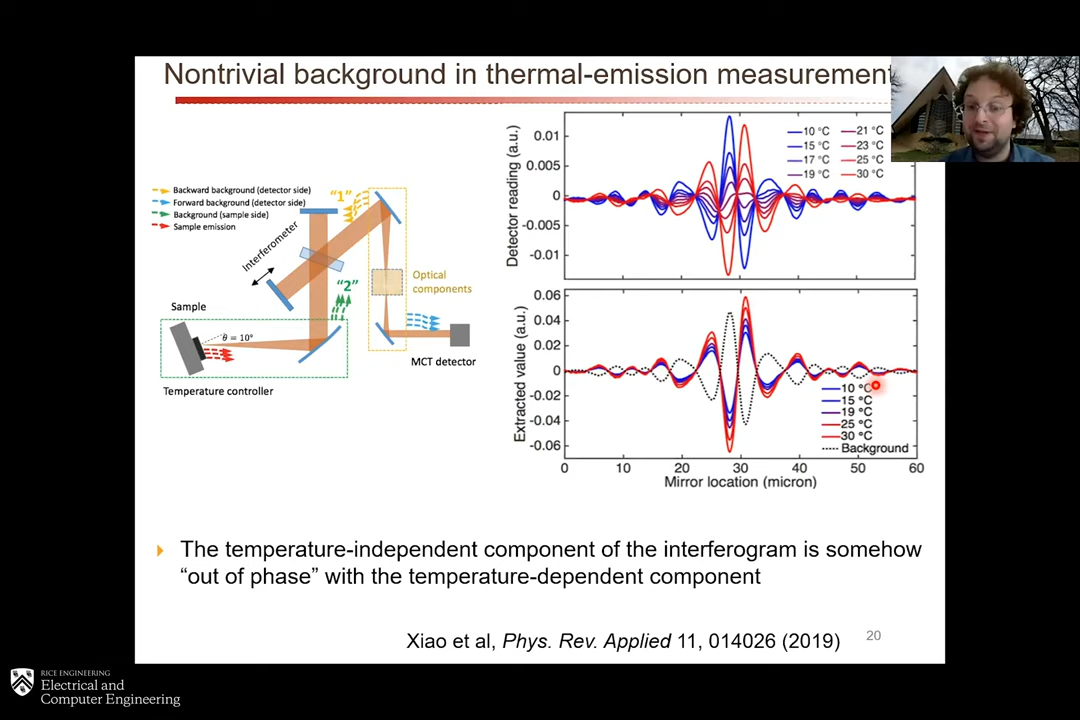 Nontrivial background in thermal-emission measurement
Backward background (detector side)
Forward background (detector side)
Background (sample side)
Sample emission
"1"
Interferometer
"2"
Optical
components
Sample
θ = 10°
MCT detector
Temperature controller
Detector reading (a.u.)
0.01
0.005
0
-0.005
-0.01
10 °C
15 °C
17 °C
19 °C
21 °C
23 °C
25 °C
30 °C
Extracted value (a.u.)
0.06
0.04
0.02
0
-0.02
-0.04
-0.06
10 °C
15 °C
19 °C
25 °C
30 °C
Background
0 10 20 30 40 50 60
Mirror location (micron)
The temperature-independent component of the interferogram is somehow
“out of phase” with the temperature-dependent component
Xiao et al, Phys. Rev. Applied 11, 014026 (2019)
20
RICE ENGINEERING
Electrical and
Computer Engineering